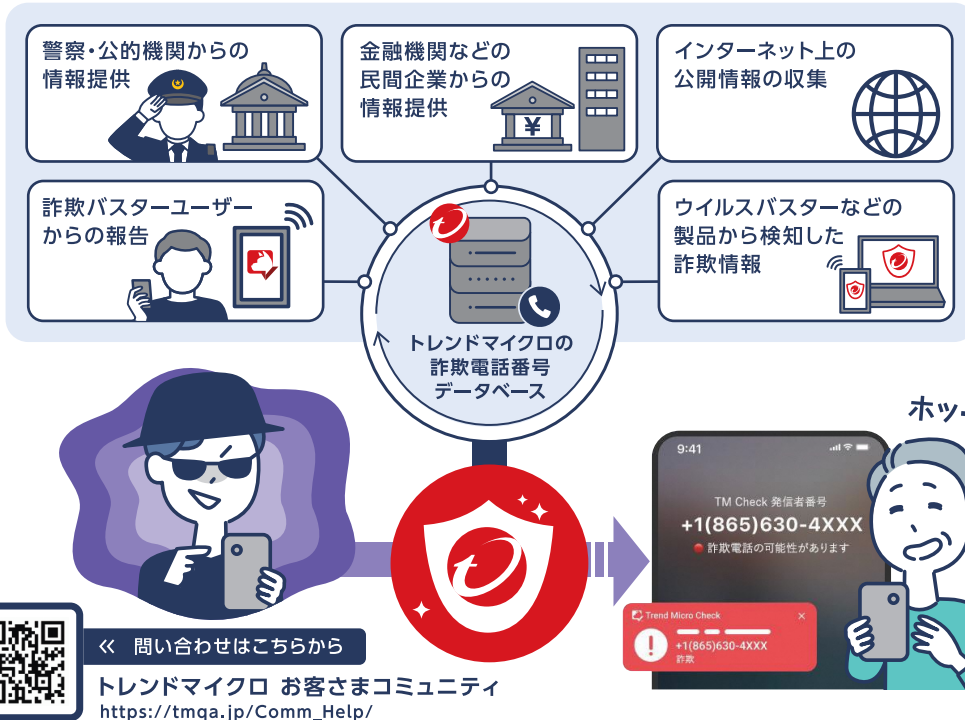 警察・公的機関からの
情報提供
金融機関などの
民間企業からの
情報提供
¥
インターネット上の
公開情報の収集
詐欺バスターユーザー
からの報告
ウイルスバスターなどの
製品から検知した
詐欺情報
トレンドマイクロの
詐欺電話番号
データベース
ホッ
9:41
TM Check 発信者番号
+1(865)630-4XXX
詐欺電話の可能性があります
Trend Micro Check
+1(865)630-4XXX
詐欺
« 問い合わせはこちらから
トレンドマイクロ お客さまコミュニティ
https://tmqa.jp/Comm_Help/